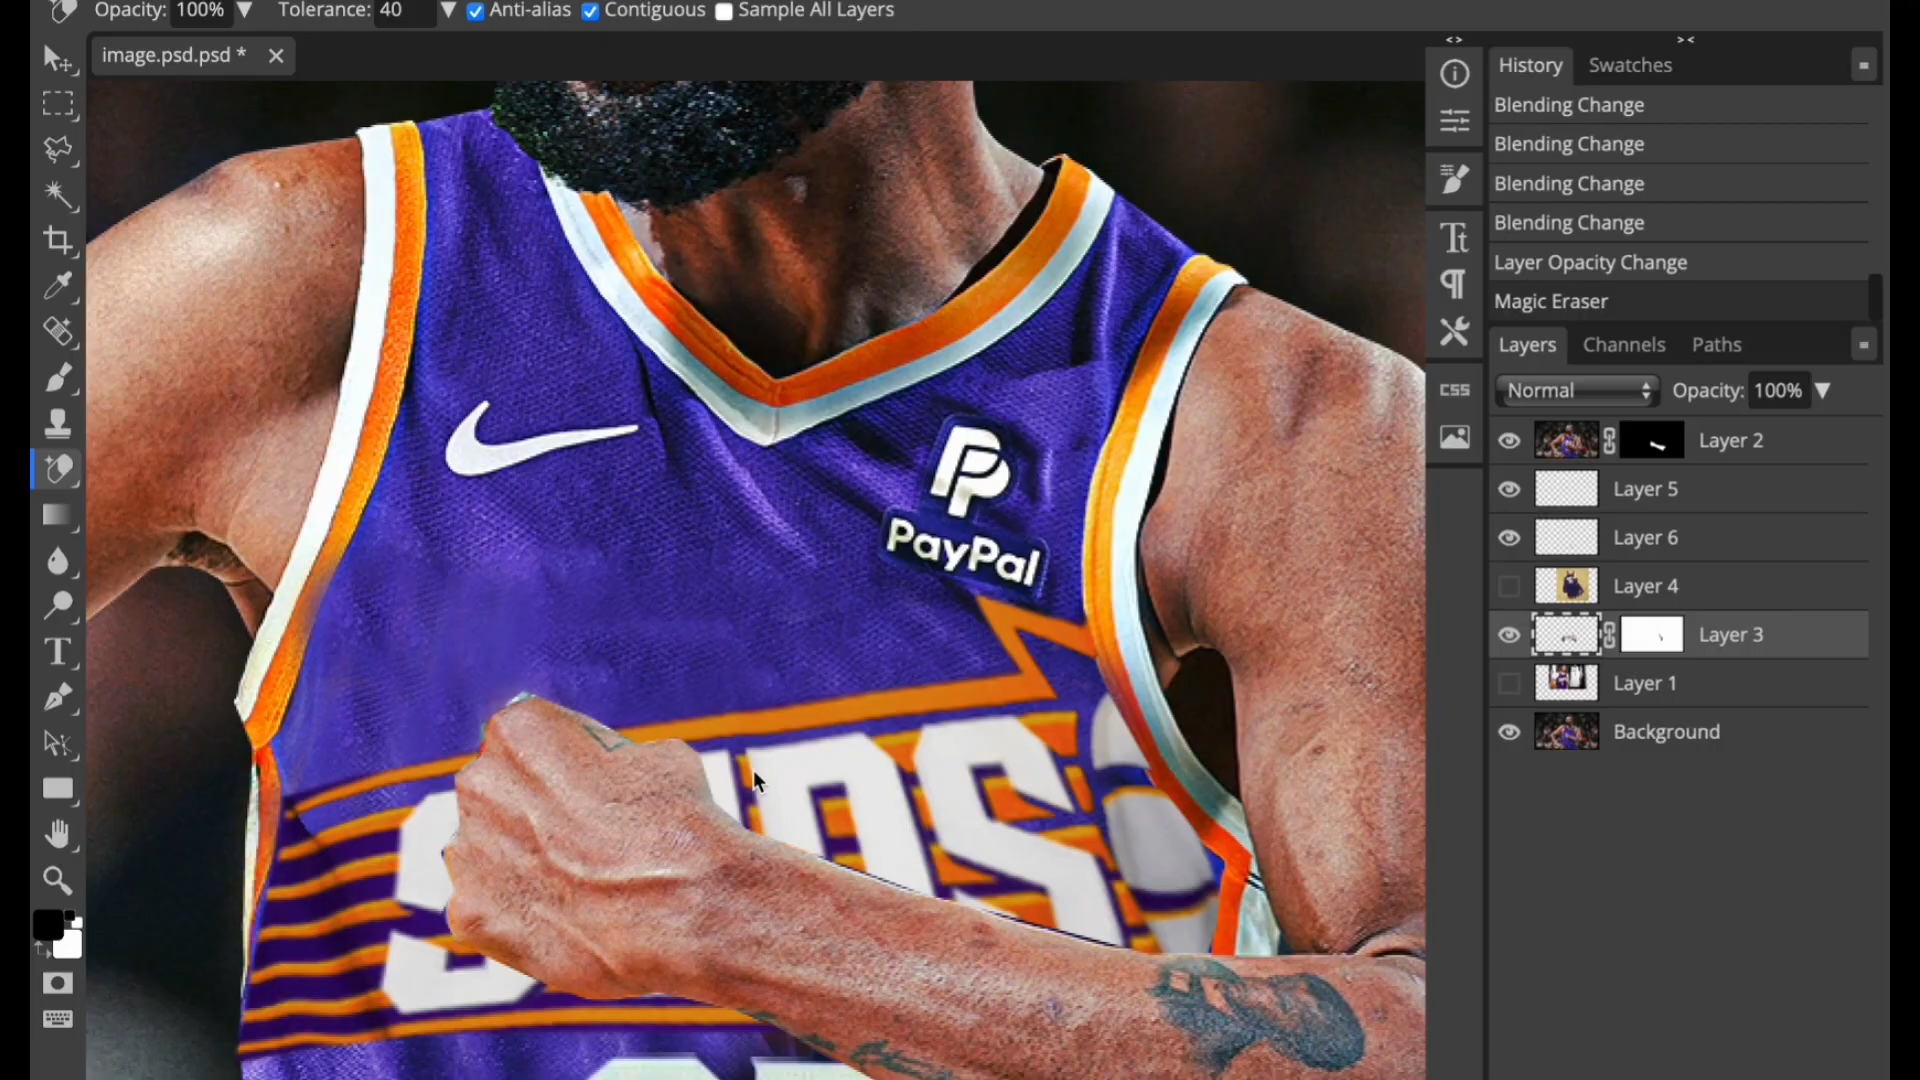 Opacity: 100% Tolerance: 40 Anti-alias Contiguous Sample All Layers
image.psd.psd *
History Swatches
Blending Change
Blending Change
Blending Change
Blending Change
Layer Opacity Change
Magic Eraser
Layers Channels Paths
Normal Opacity: 100%
Layer 2
Layer 5
Layer 6
Layer 4
Layer 3
Layer 1
Background
CSS
PayPal
SUNS